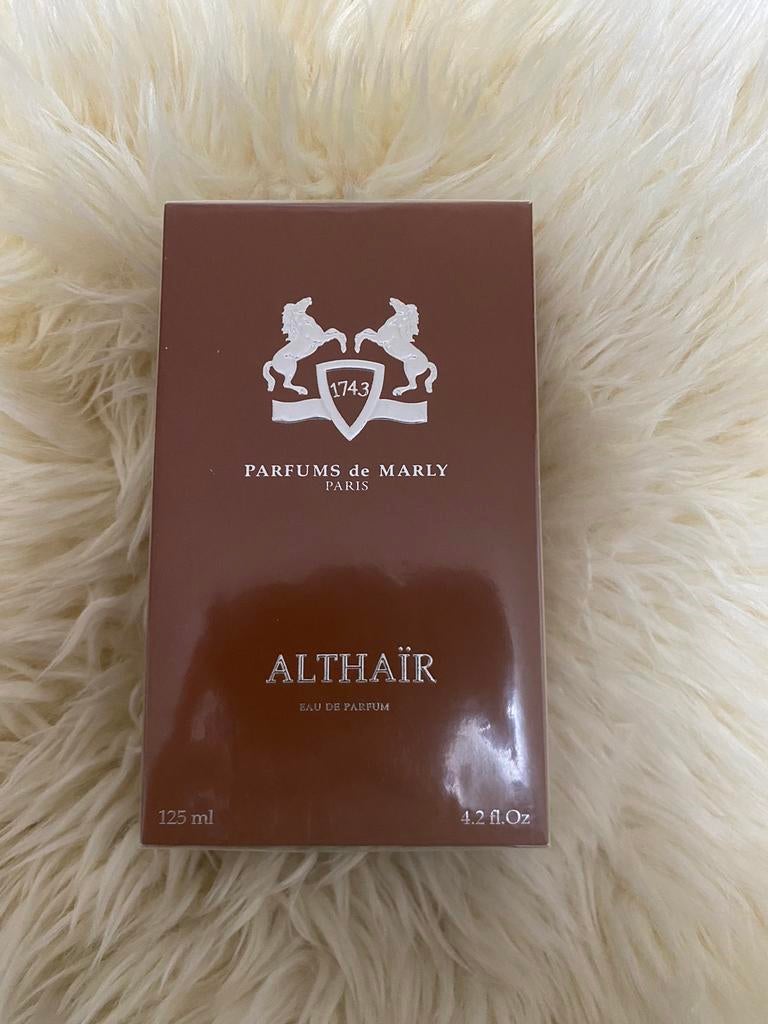 1743
PARFUMS de MARLY
PARIS
ALTHAÏR
EAU DE PARFUM
125 ml
4.2 fl.Oz